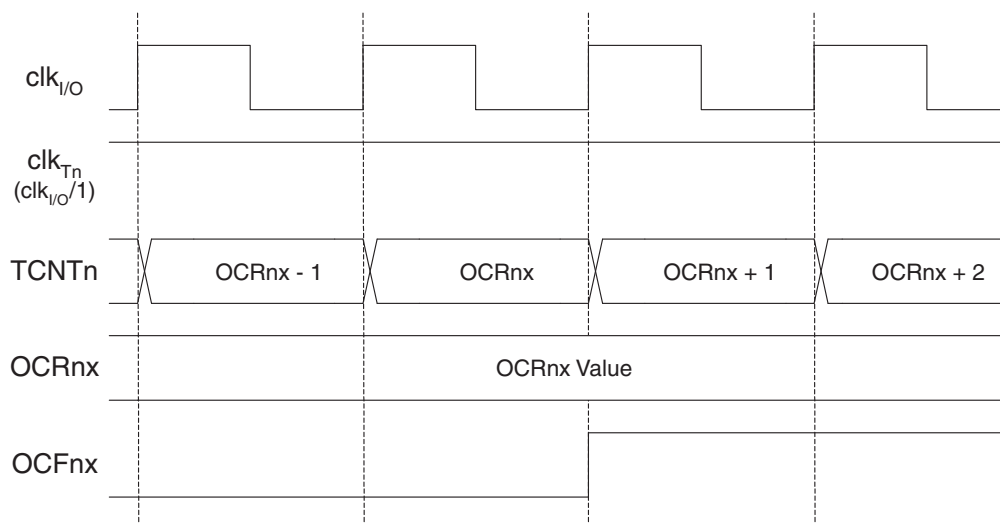 clkI/O
clkTn
(clkI/O/1)
TCNTn
OCRnx - 1
OCRnx
OCRnx + 1
OCRnx + 2
OCRnx
OCRnx Value
OCFnx